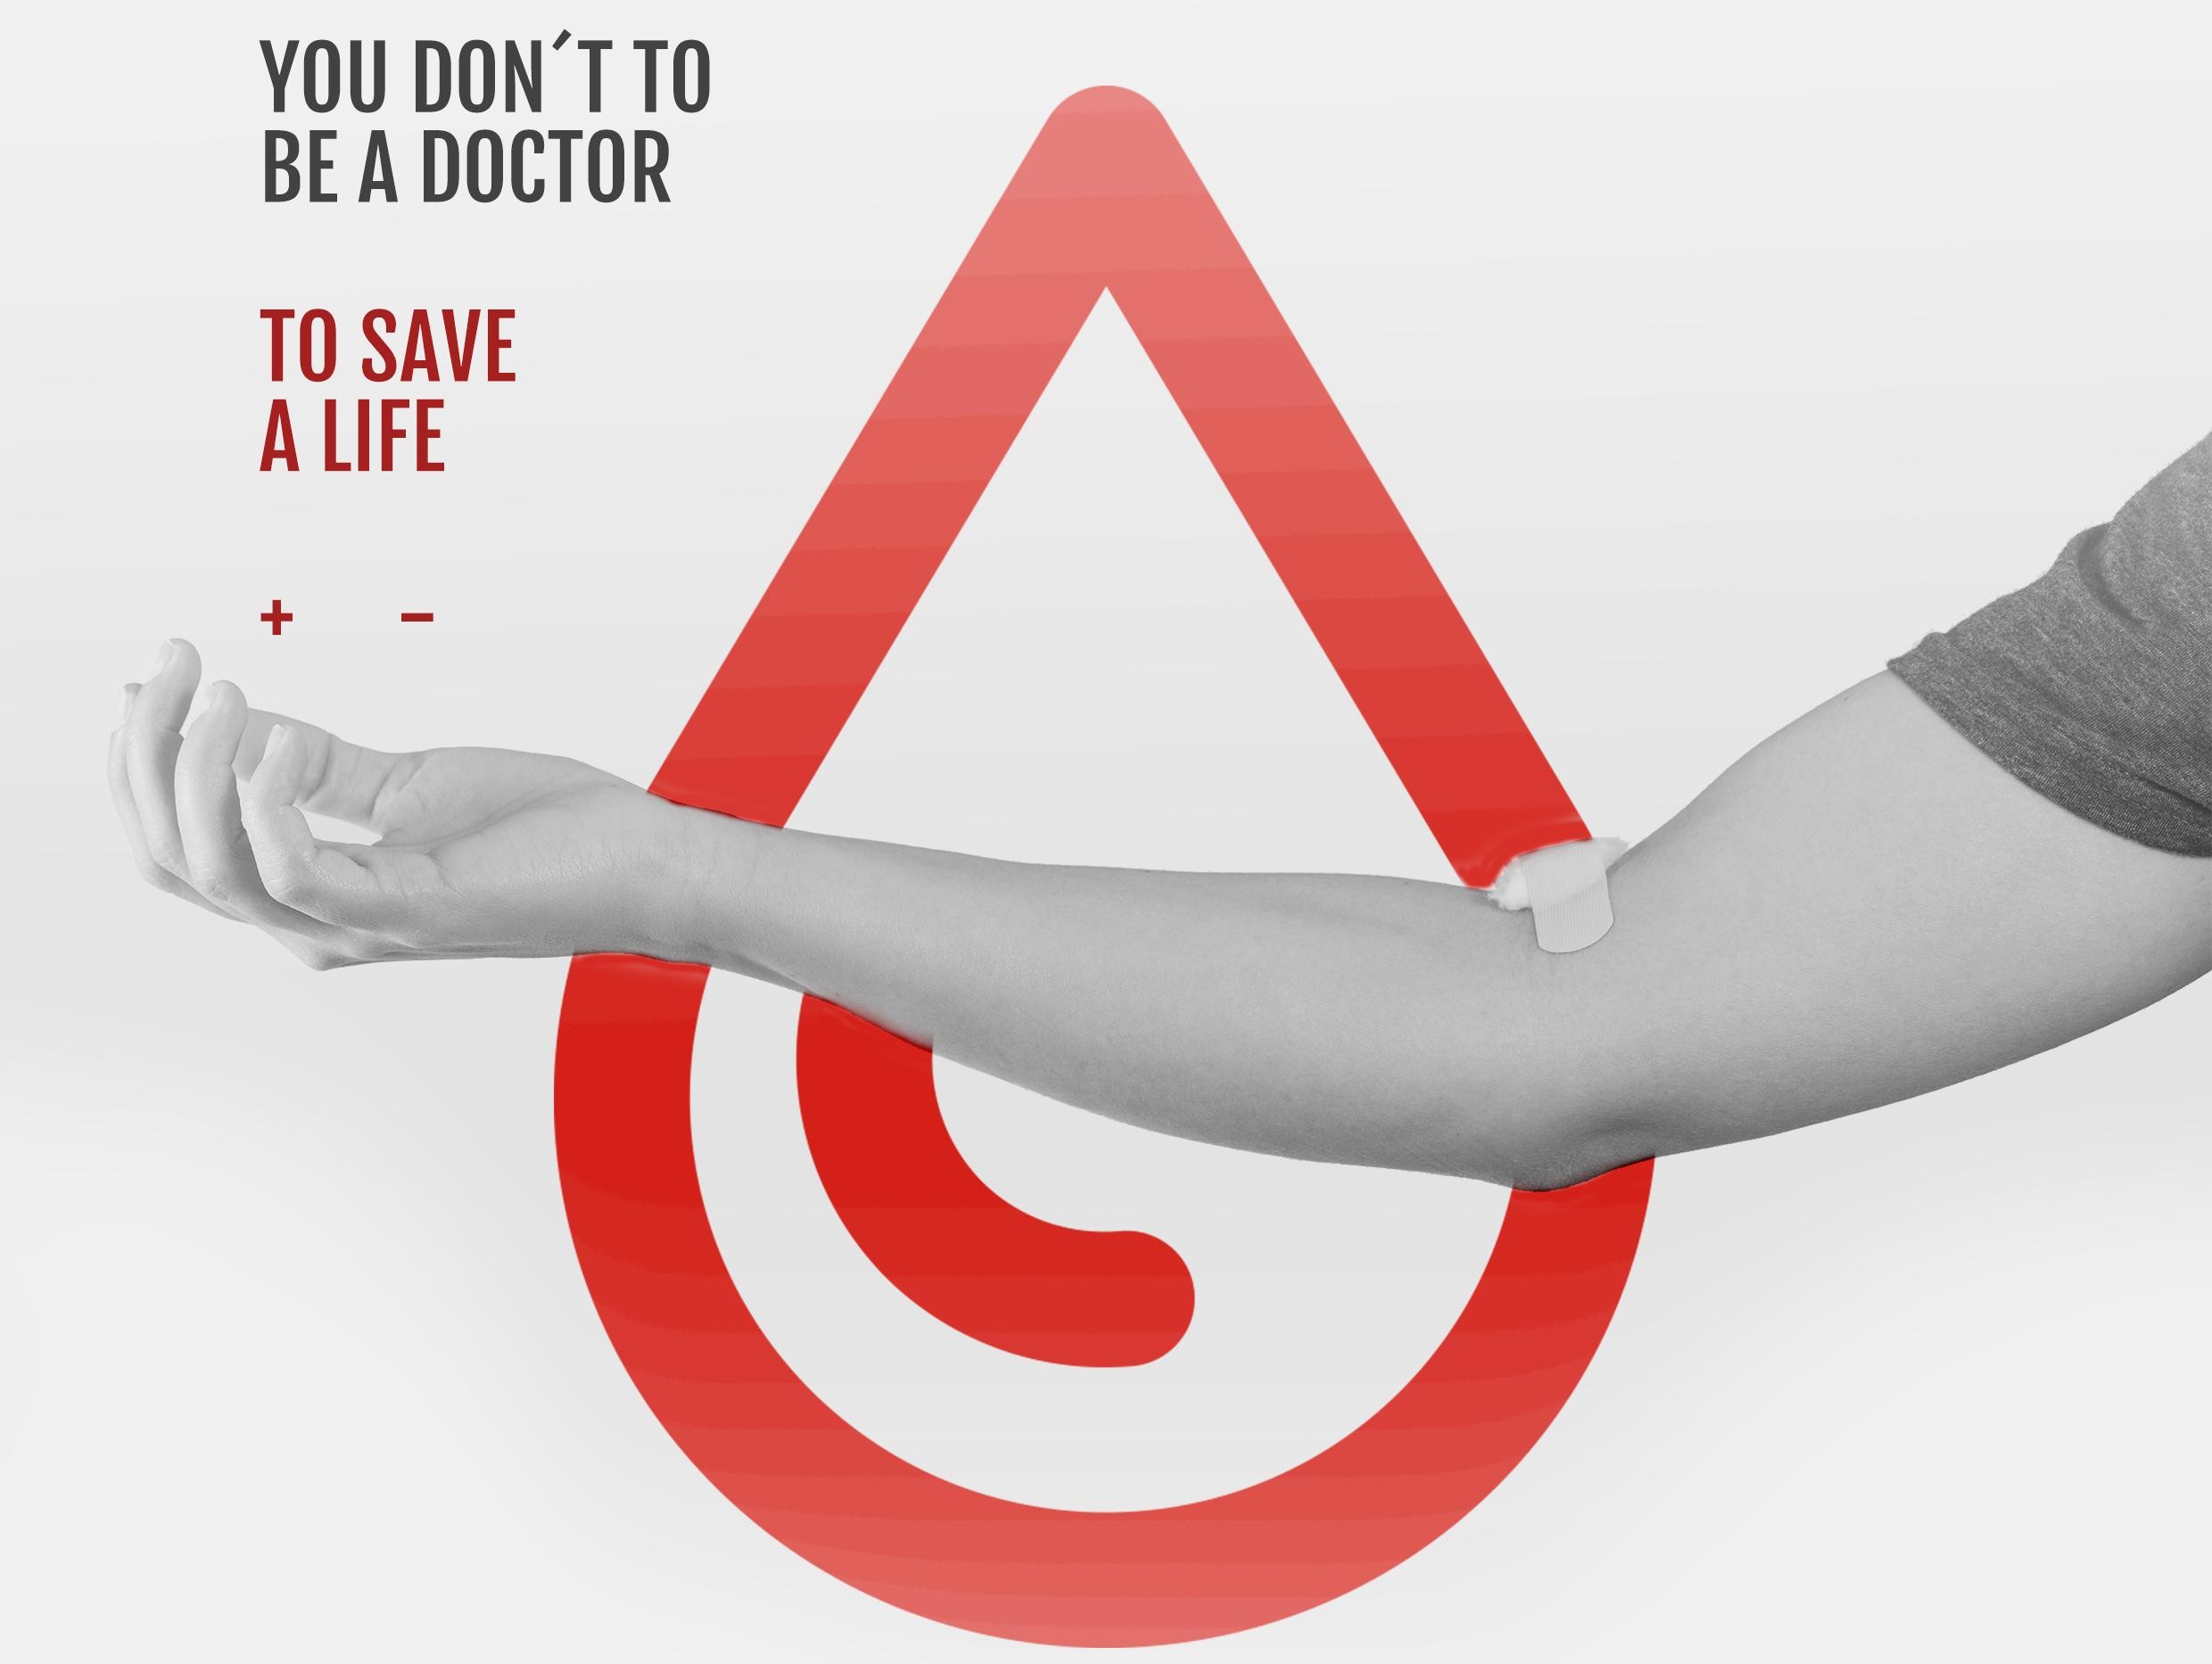 YOU DON´T TO
BE A DOCTOR
TO SAVE
A LIFE
+ −